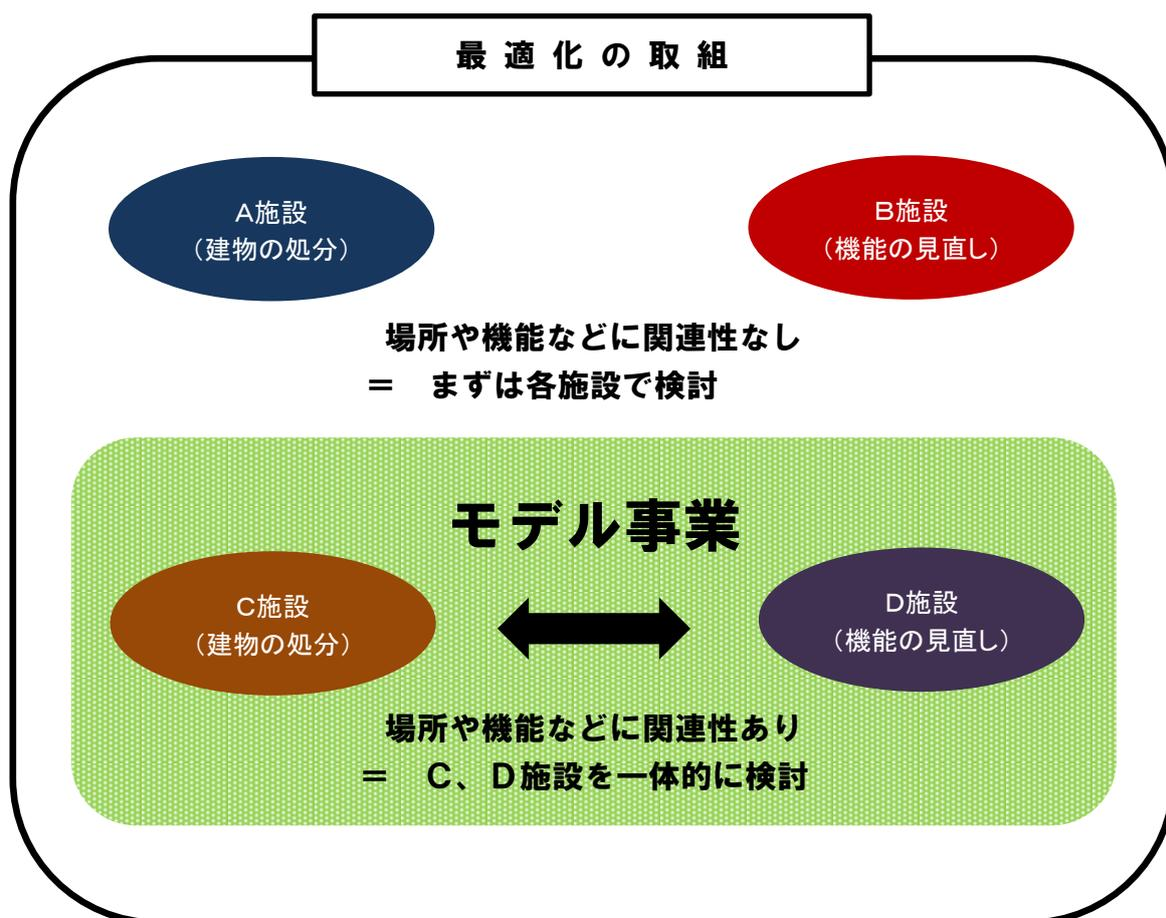 最適化の取組
A施設
（建物の処分）
B施設
（機能の見直し）
場所や機能などに関連性なし
＝　まずは各施設で検討
モデル事業
C施設
（建物の処分）
D施設
（機能の見直し）
場所や機能などに関連性あり
＝　Ｃ、Ｄ施設を一体的に検討